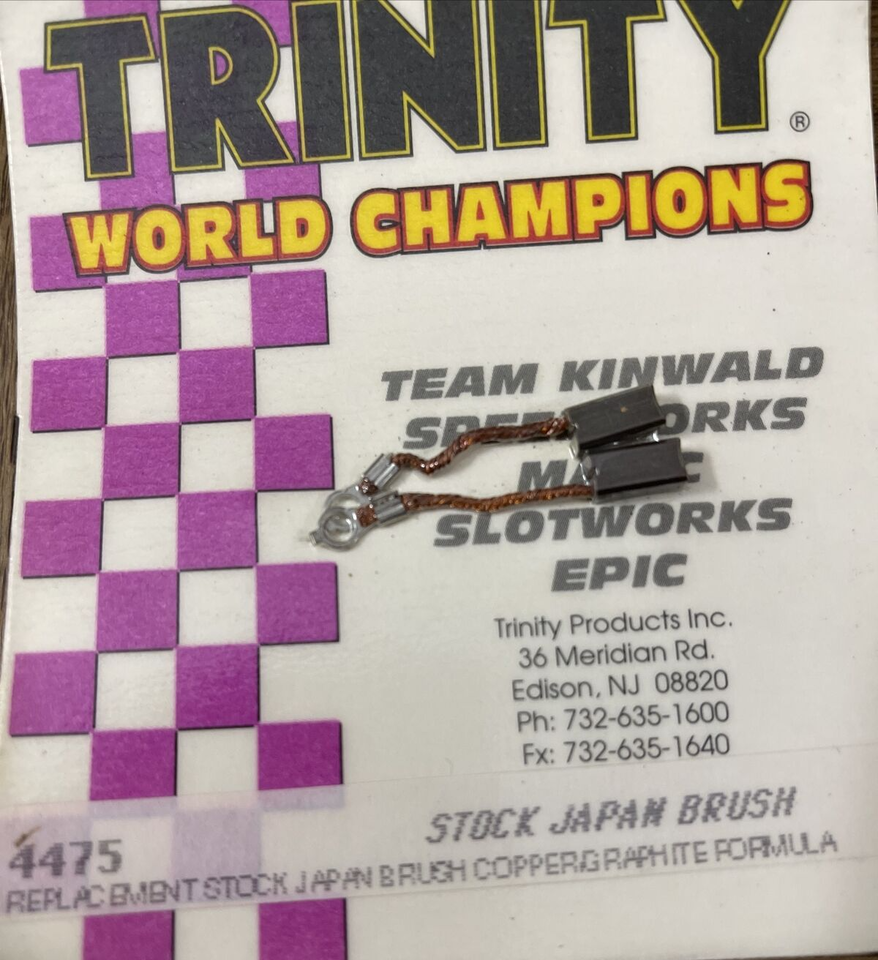 TRINITY®
WORLD CHAMPIONS
TEAM KINWALD
SLOTWORKS
EPIC
Trinity Products Inc.
36 Meridian Rd.
Edison, NJ 08820
Ph: 732-635-1600
Fx: 732-635-1640
STOCK JAPAN BRUSH
4475
REPLACEMENT STOCK JAPAN BRUSH COPPER/GRAPHITE FORMULA